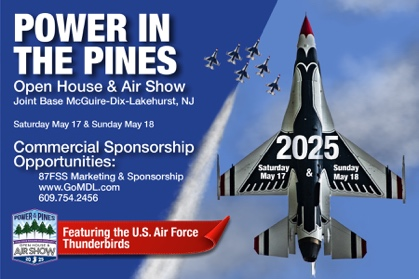 POWER IN
THE PINES
Open House & Air Show
Joint Base McGuire-Dix-Lakehurst, NJ
Saturday May 17 & Sunday May 18
Commercial Sponsorship
Opportunities:
87FSS Marketing & Sponsorship
www.GoMDL.com
609.754.2456
2025
Saturday
May 17
&
Sunday
May 18
POWER IN THE PINES
OPEN HOUSE &
AIR SHOW
20 25
Featuring the U.S. Air Force
Thunderbirds